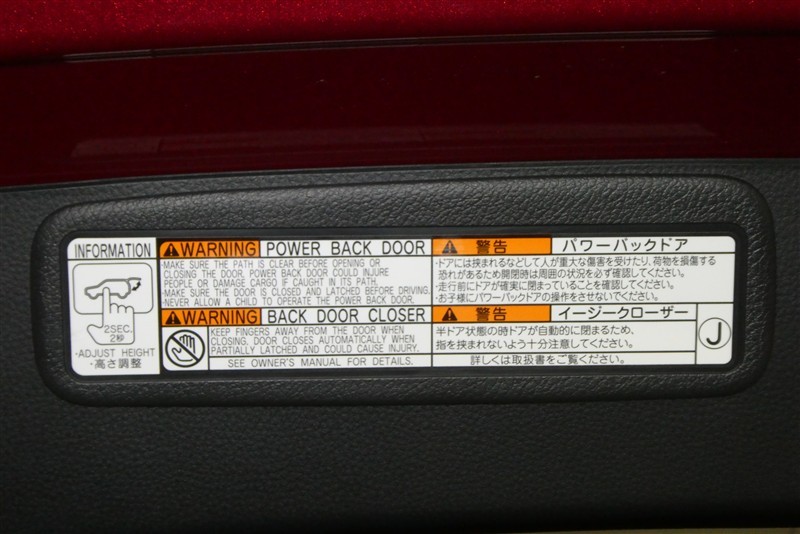 INFORMATION
2SEC.
2秒
·ADJUST HEIGHT
·高さ調整
WARNING POWER BACK DOOR
·MAKE SURE THE PATH IS CLEAR BEFORE OPENING OR
CLOSING THE DOOR. POWER BACK DOOR COULD INJURE
PEOPLE OR DAMAGE CARGO IF CAUGHT IN ITS PATH.
·MAKE SURE THE DOOR IS CLOSED AND LATCHED BEFORE DRIVING.
·NEVER ALLOW A CHILD TO OPERATE THE POWER BACK DOOR.
WARNING BACK DOOR CLOSER
KEEP FINGERS AWAY FROM THE DOOR WHEN
CLOSING. DOOR CLOSES AUTOMATICALLY WHEN
PARTIALLY LATCHED AND COULD CAUSE INJURY.
SEE OWNER'S MANUAL FOR DETAILS.
警告 パワーバックドア
·ドアには挟まれるなどして人が重大な傷害を受けたり、荷物を損傷する
恐れがあるため開閉時は周囲の状況を必ず確認してください。
·走行前にドアが確実に閉まっていることを確認してください。
·お子様にパワーバックドアの操作をさせないでください。
警告 イージークローザー
半ドア状態の時ドアが自動的に閉まるため、
指を挟まれないよう十分注意してください。
詳しくは取扱書をご覧ください。
J